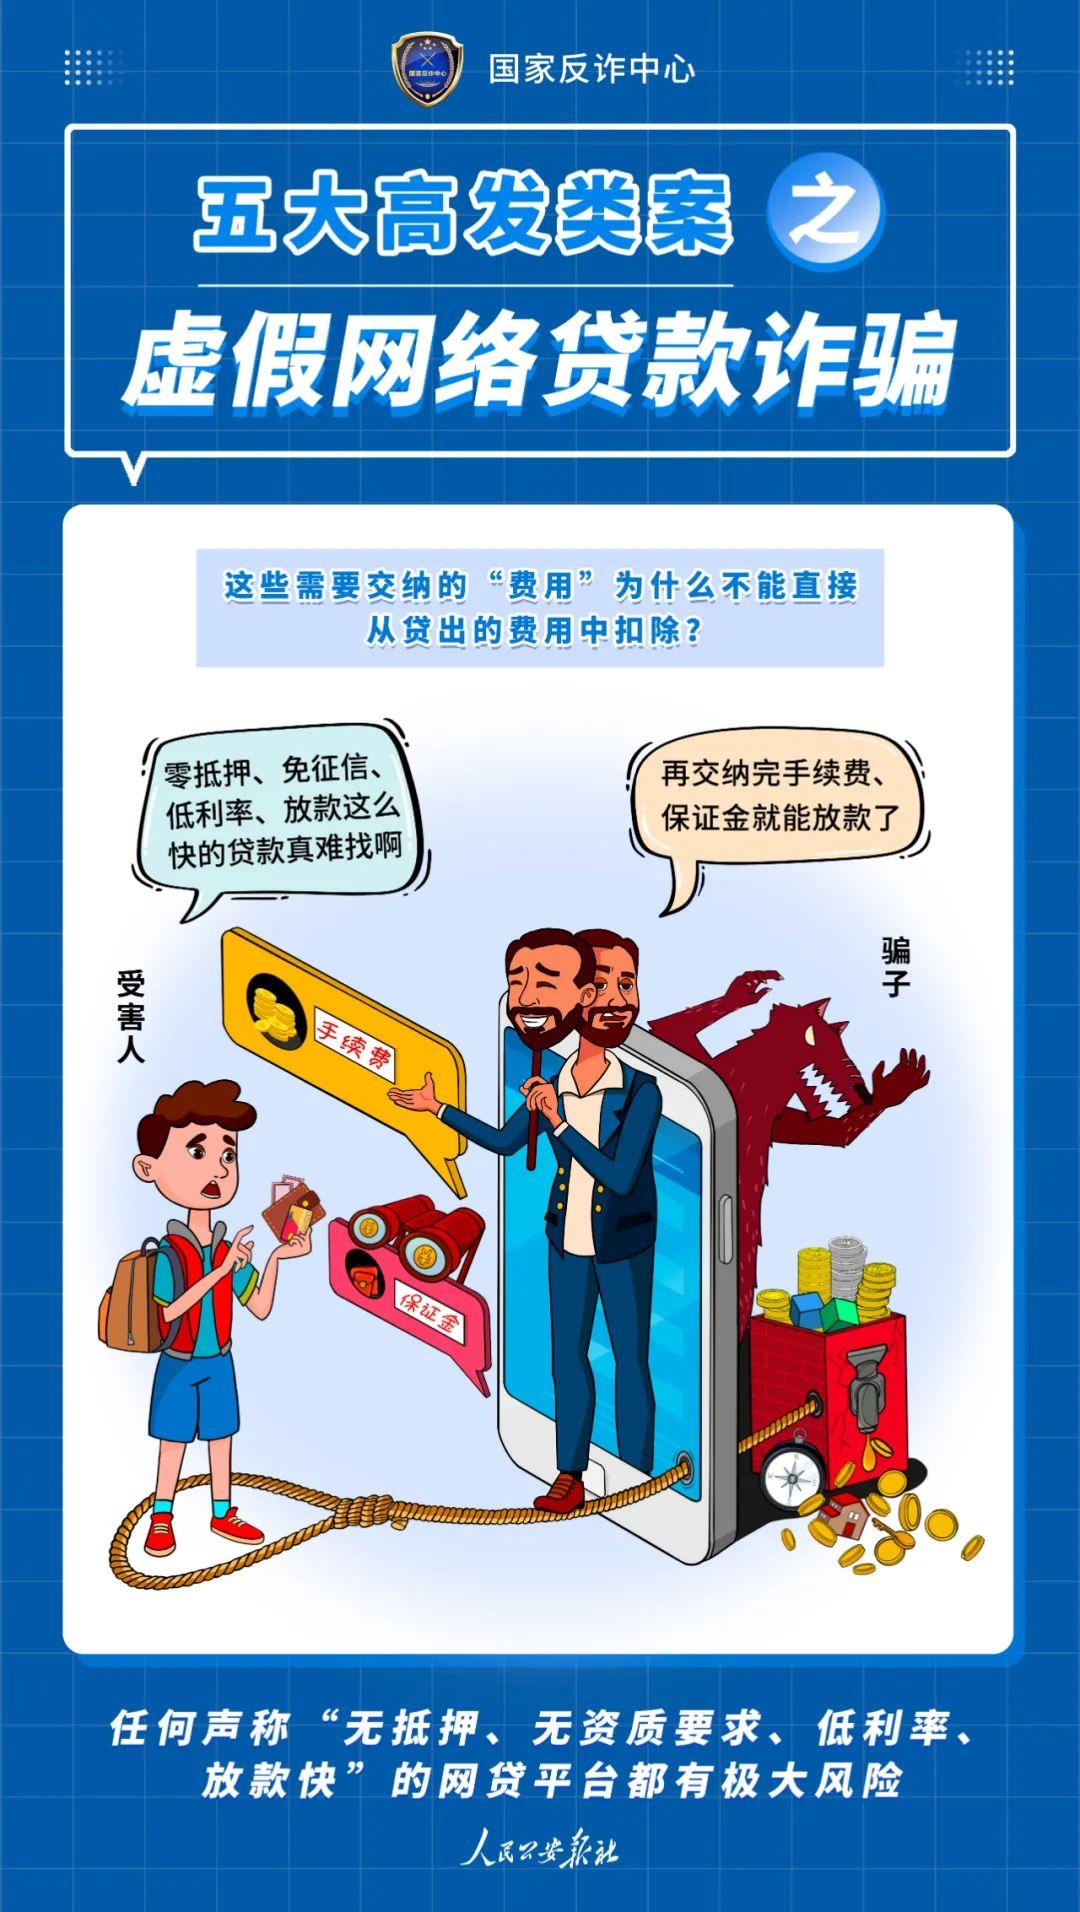 国家反诈中心
国家反诈中心
五大高发类案 之
虚假网络贷款诈骗
这些需要交纳的“费用”为什么不能直接
从贷出的费用中扣除？
零抵押、免征信、
低利率、放款这么
快的贷款真难找啊
再交纳完手续费、
保证金就能放款了
受害人
骗子
手续费
保证金
任何声称“无抵押、无资质要求、低利率、
放款快”的网贷平台都有极大风险
人民公安报社